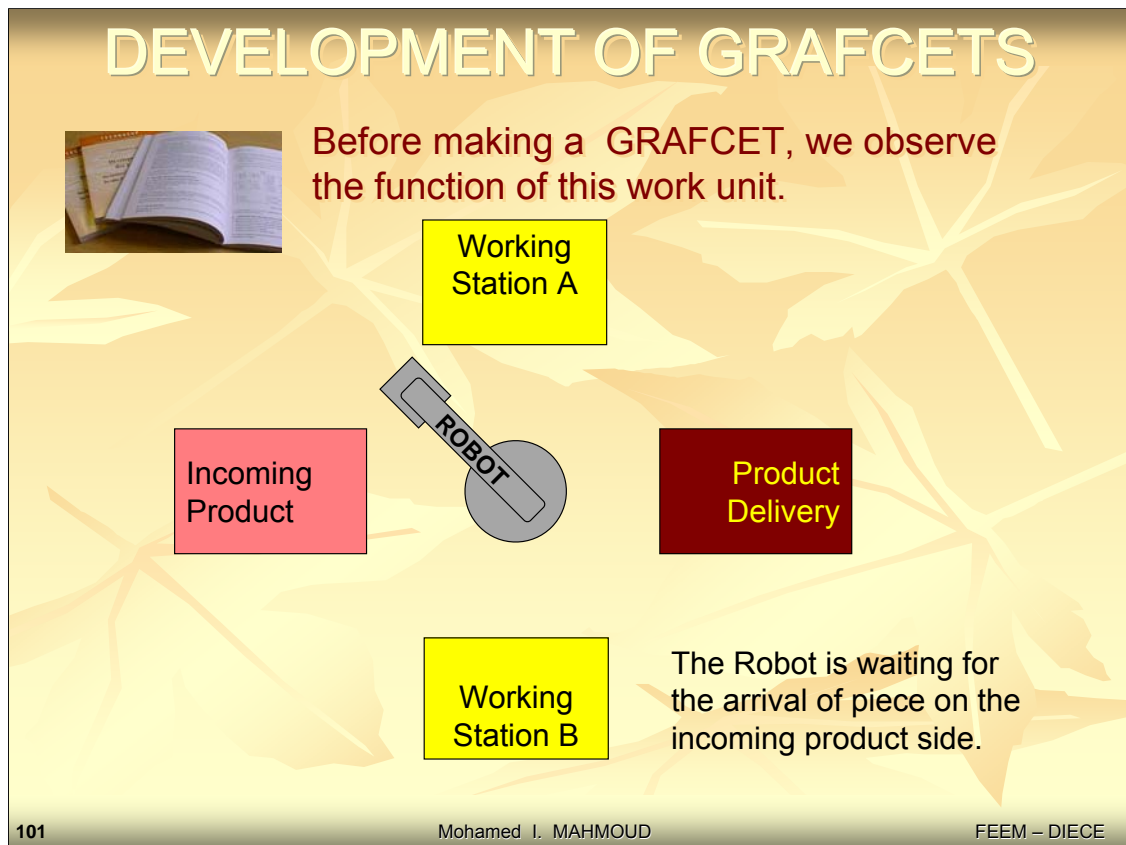 DEVELOPMENT OF GRAFCETS
Before making a GRAFCET, we observe
the function of this work unit.
Working
Station A
ROBOT
Incoming
Product
Product
Delivery
Working
Station B
The Robot is waiting for
the arrival of piece on the
incoming product side.
101
Mohamed I. MAHMOUD
FEEM – DIECE